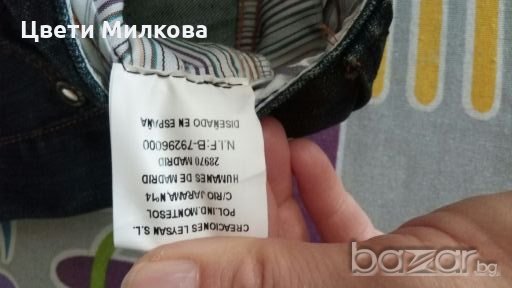 Цвети Милкова
CREACIONES LEYSAN S.L.
POL.IND.MONTESOL
C/RIO JARAMA,Nº14
HUMANES DE MADRID
28970 MADRID
N.I.F:B-79296000
DISEÑADO EN ESPAÑA
bazar.bg